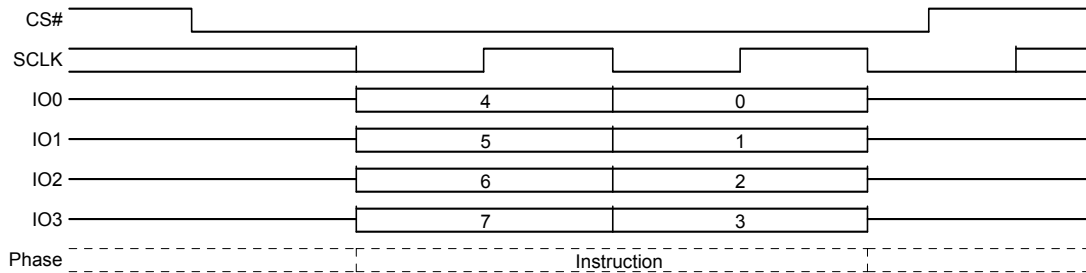 CS#
SCLK
IO0 4 0
IO1 5 1
IO2 6 2
IO3 7 3
Phase Instruction